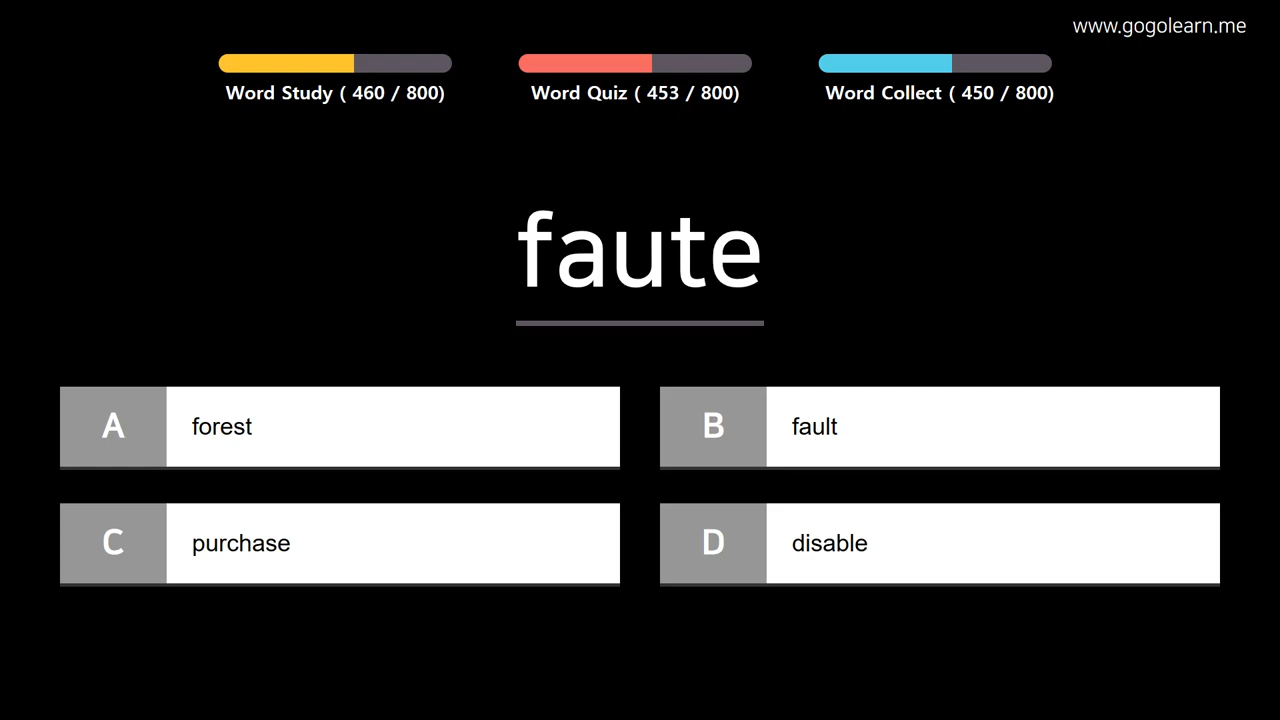 www.gogolearn.me
Word Study ( 460 / 800)
Word Quiz ( 453 / 800)
Word Collect ( 450 / 800)
faute
A forest
B fault
C purchase
D disable